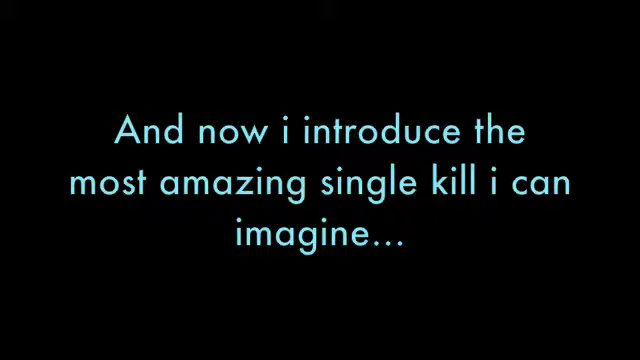 And now i introduce the
most amazing single kill i can
imagine...